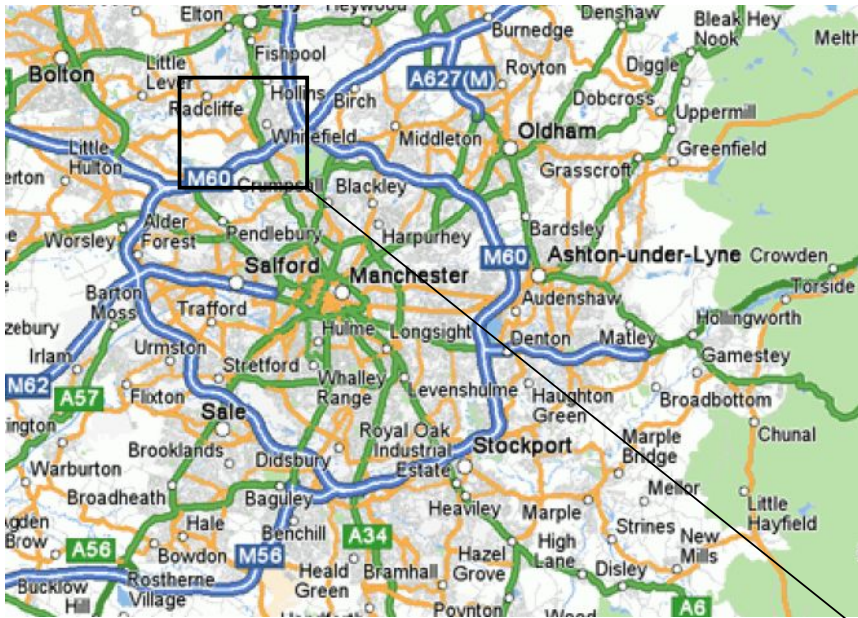 Elton
Bury
Heywood
Denshaw
Bleak Hey
Nook
Burnedge
Fishpool
Bolton
Little
Lever
A627(M)
Royton
Diggle
Radcliffe
Hollins
Birch
Dobcross
Uppermill
Whitefield
Middleton
Oldham
Little
Hulton
Greenfield
Grasscroft
M60
Crumpsall
Blackley
Alder
Forest
Worsley
Pendlebury
Harpurhey
Bardsley
M60
Ashton-under-Lyne
Crowden
Salford
Manchester
Torside
Barton
Moss
Trafford
Audenshaw
Hulme
Longsight
Hollingworth
Denton
Matley
Irlam
Urmston
Gamestey
M62
Stretford
Whalley
Range
Levenshulme
Haughton
Green
Broadbottom
A57
Flixton
Sale
Royal Oak
Industrial
Estate
Stockport
Marple
Bridge
Chunal
Brooklands
Didsbury
Warburton
Mellor
Broadheath
Baguley
Heaviley
Marple
Little
Hayfield
Hale
Benchill
A34
Strines
New
Mills
A56
Bowdon
M56
Hazel
Grove
High
Lane
Heald
Green
Bramhall
Disley
Bucklow
Hill
Rostherne
Village
Poynton
A6